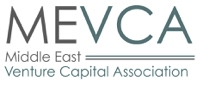 MEVCA
Middle East
Venture Capital Association